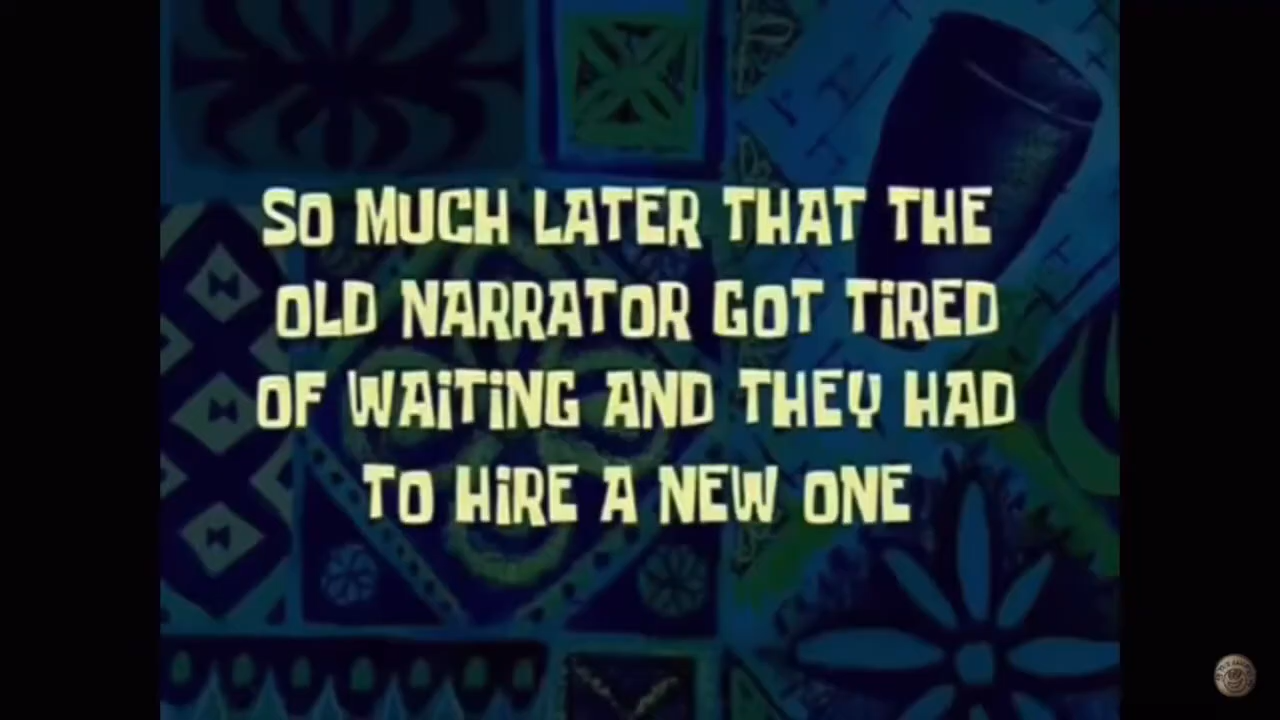 SO MUCH LATER THAT THE
OLD NARRATOR GOT TIRED
OF WAITING AND THEY HAD
TO HIRE A NEW ONE